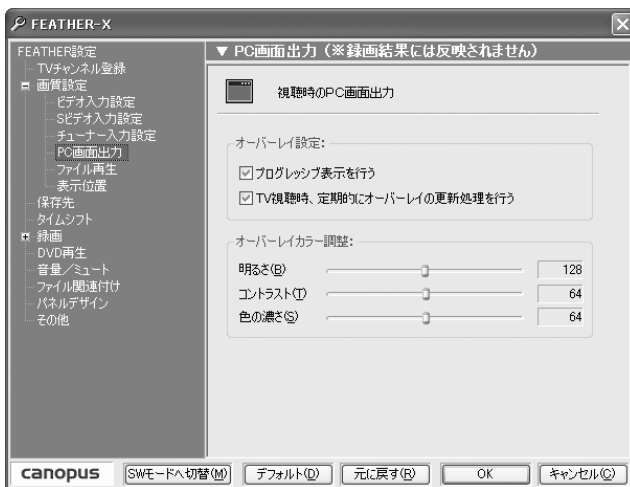 FEATHER-X
FEATHER設定
TVチャンネル登録
画質設定
ビデオ入力設定
Sビデオ入力設定
チューナー入力設定
PC画面出力
ファイル再生
表示位置
保存先
タイムシフト
録画
DVD再生
音量／ミュート
ファイル関連付け
パネルデザイン
その他
▼ PC画面出力（※録画結果には反映されません）
視聴時のPC画面出力
オーバーレイ設定:
プログレッシブ表示を行う
TV視聴時、定期的にオーバーレイの更新処理を行う
オーバーレイカラー調整:
明るさ(B) 128
コントラスト(T) 64
色の濃さ(S) 64
canopus SWモードへ切替(M) デフォルト(D) 元に戻す(R) OK キャンセル(C)